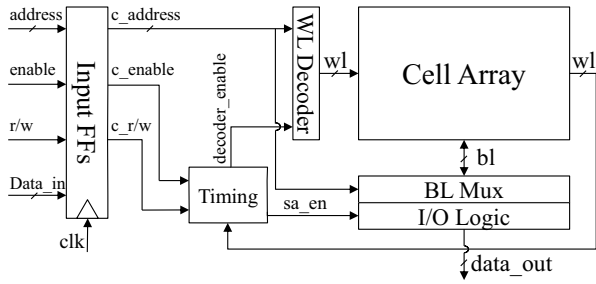 address
c_address
enable
c_enable
r/w
c_r/w
Data_in
clk
Input FFs
decoder_enable
WL Decoder
wl
Cell Array
wl
bl
Timing
sa_en
BL Mux
I/O Logic
data_out